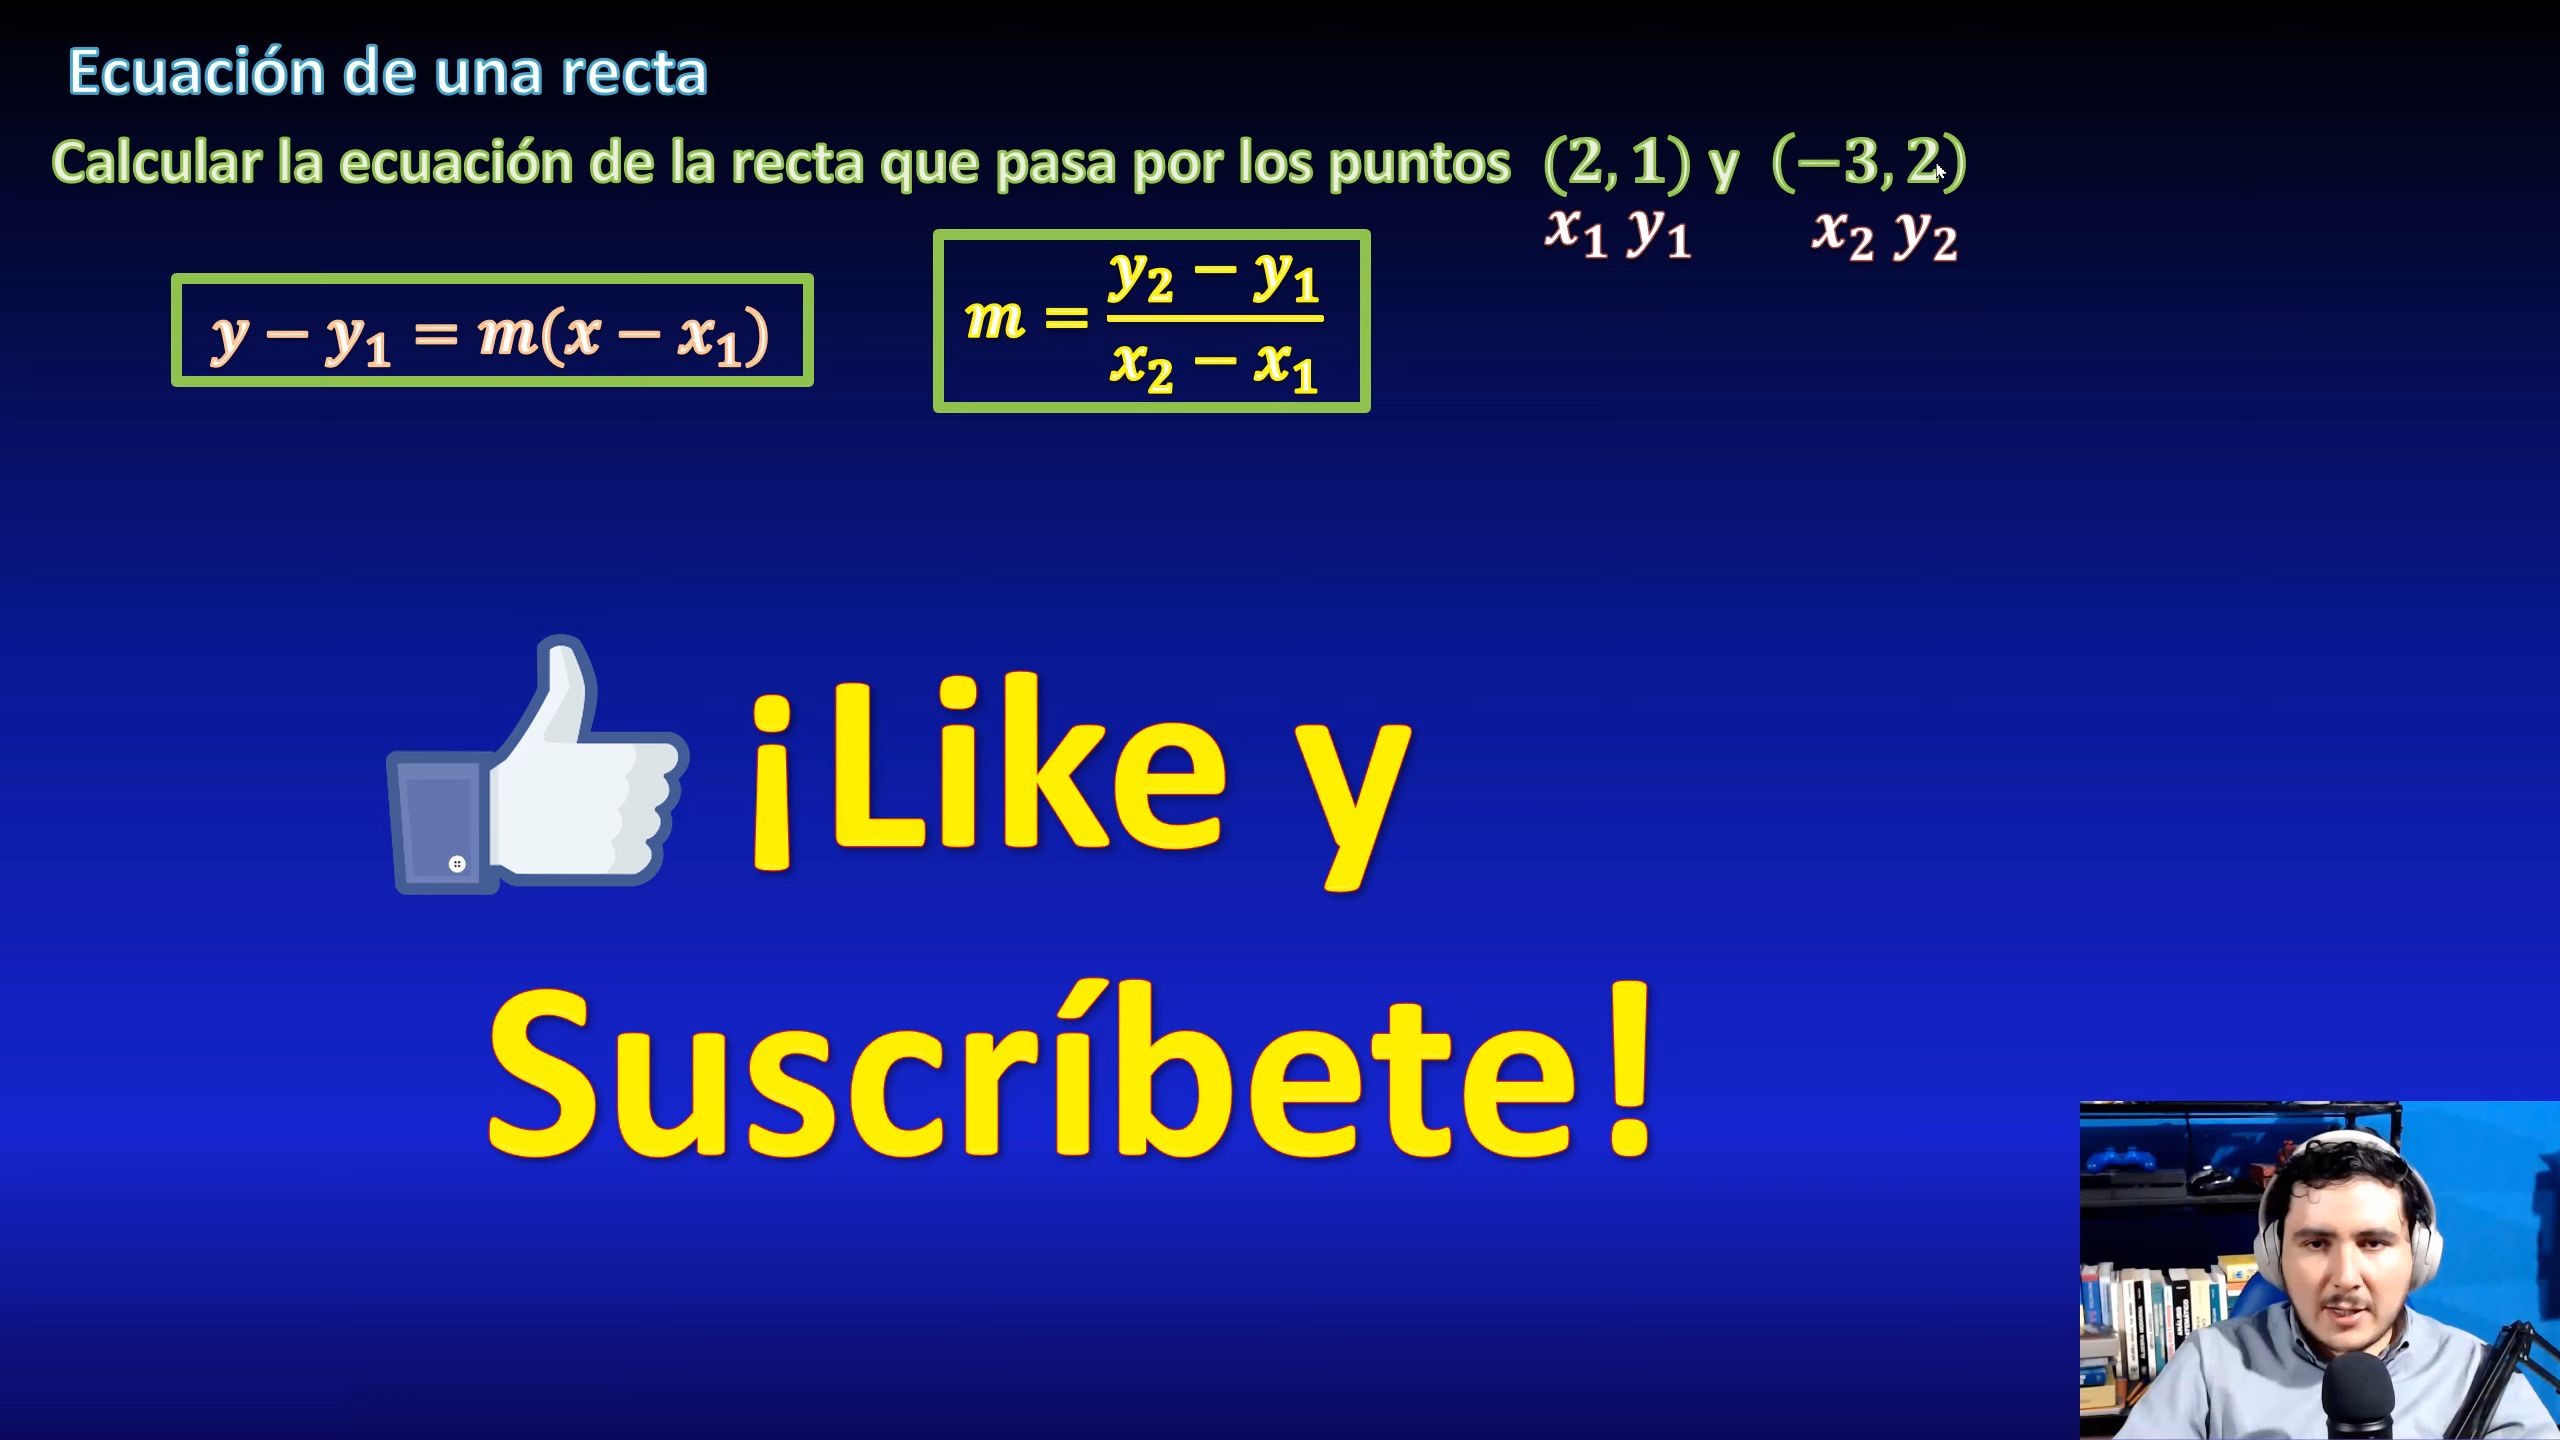 Ecuación de una recta
Calcular la ecuación de la recta que pasa por los puntos (2, 1) y (−3, 2)
x₁ y₁ x₂ y₂
y − y₁ = m(x − x₁)
m = (y₂ − y₁)/(x₂ − x₁)
¡Like y
Suscríbete!